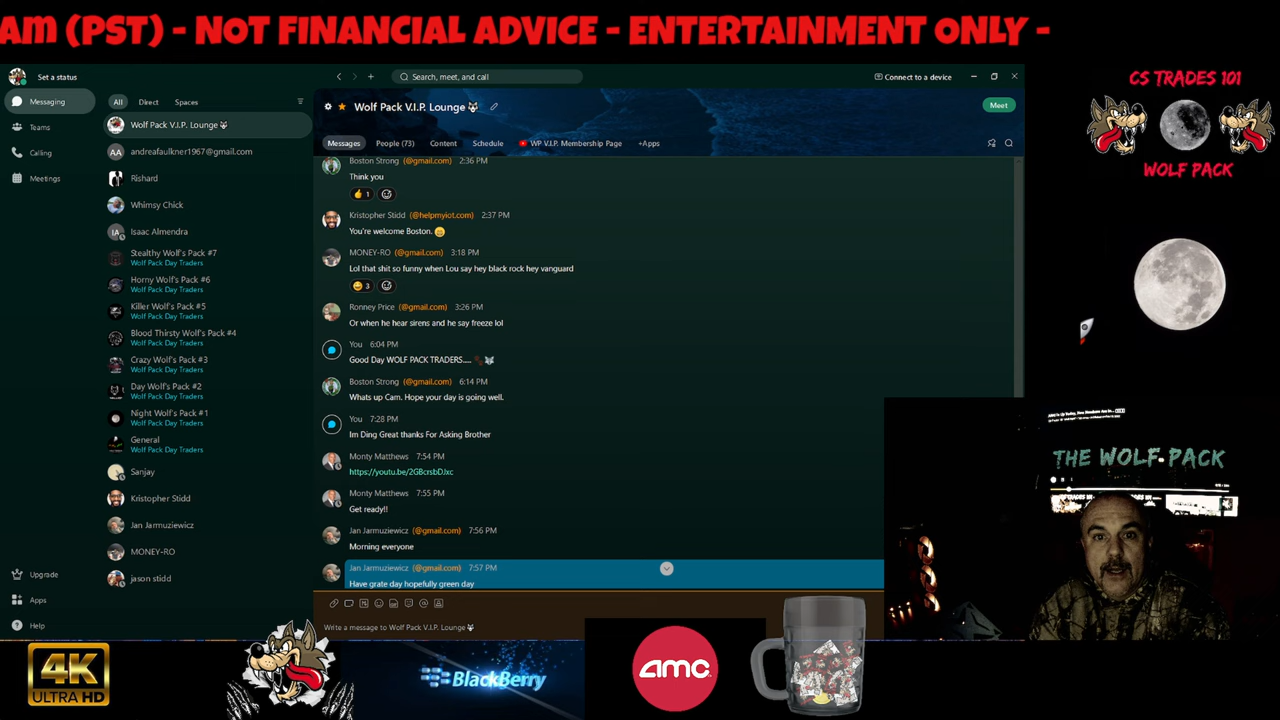 am (PST) - NOT FINANCIAL ADVICE - ENTERTAINMENT ONLY -
Set a status
Search, meet, and call
Connect to a device
CS TRADES 101
WOLF PACK
Messaging
Teams
Calling
Meetings
Upgrade
Apps
Help
All Direct Spaces
Wolf Pack V.I.P. Lounge
AA andreafaulkner1967@gmail.com
Rishard
Whimsy Chick
IA Isaac Almendra
Stealthy Wolf's Pack #7
Wolf Pack Day Traders
Horny Wolf's Pack #6
Wolf Pack Day Traders
Killer Wolf's Pack #5
Wolf Pack Day Traders
Blood Thirsty Wolf's Pack #4
Wolf Pack Day Traders
Crazy Wolf's Pack #3
Wolf Pack Day Traders
Day Wolf's Pack #2
Wolf Pack Day Traders
Night Wolf's Pack #1
Wolf Pack Day Traders
General
Wolf Pack Day Traders
Sanjay
Kristopher Stidd
Jan Jarmuziewicz
MONEY-RO
jason stidd
Wolf Pack V.I.P. Lounge
Meet
Messages People (73) Content Schedule WP V.I.P. Membership Page +Apps
Boston Strong (@gmail.com) 2:36 PM
Think you
1
Kristopher Stidd (@helpmyiot.com) 2:37 PM
You're welcome Boston.
MONEY-RO (@gmail.com) 3:18 PM
Lol that shit so funny when Lou say hey black rock hey vanguard
3
Ronney Price (@gmail.com) 3:26 PM
Or when he hear sirens and he say freeze lol
You 6:04 PM
Good Day WOLF PACK TRADERS....
Boston Strong (@gmail.com) 6:14 PM
Whats up Cam. Hope your day is going well.
You 7:28 PM
Im Ding Great thanks For Asking Brother
Monty Matthews 7:54 PM
https://youtu.be/2GBcrsbDJxc
Monty Matthews 7:55 PM
Get ready!!
Jan Jarmuziewicz (@gmail.com) 7:56 PM
Morning everyone
Jan Jarmuziewicz (@gmail.com) 7:57 PM
Have grate day hopefully green day
Write a message to Wolf Pack V.I.P. Lounge
THE WOLF PACK
4K
ULTRA HD
BlackBerry
amc